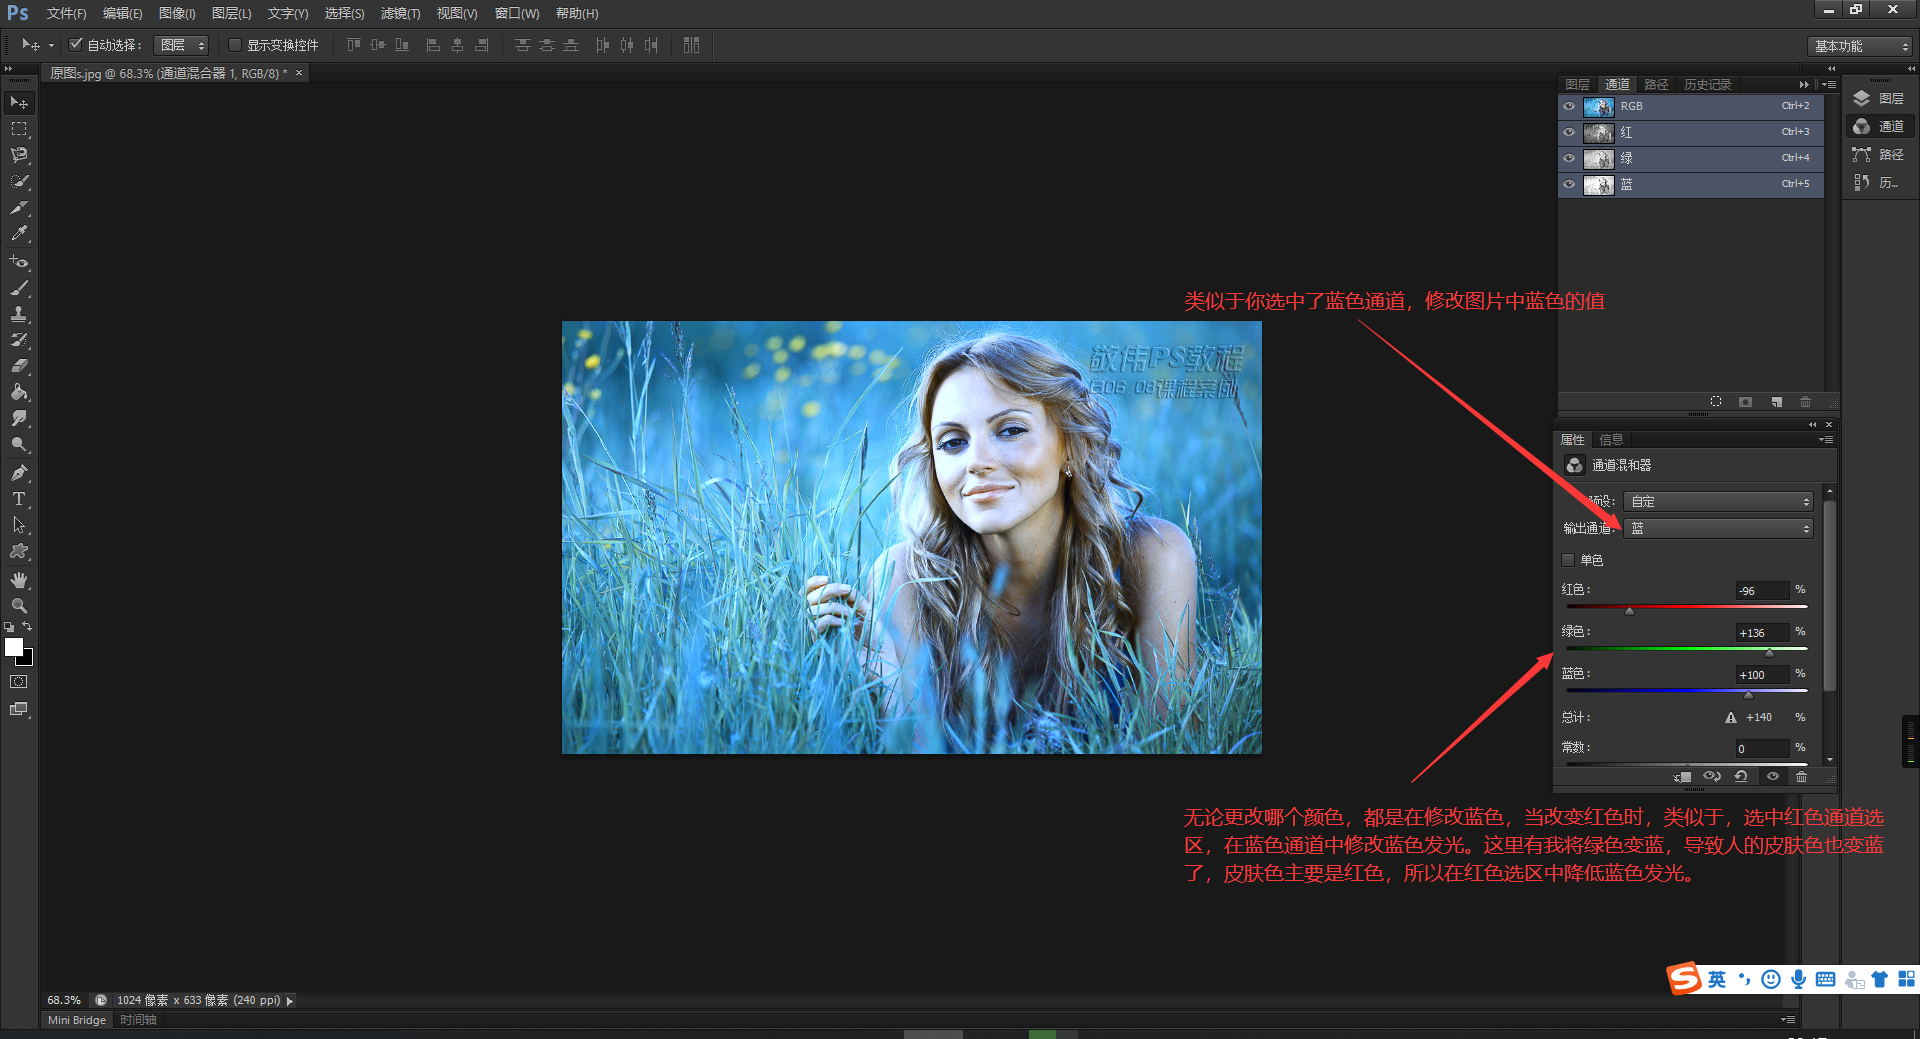 Ps 文件(F) 编辑(E) 图像(I) 图层(L) 文字(Y) 选择(S) 滤镜(T) 视图(V) 窗口(W) 帮助(H)
自动选择: 图层 显示变换控件 基本功能
原图s.jpg @ 68.3% (通道混合器 1, RGB/8) * ×
图层 通道 路径 历史记录
RGB Ctrl+2
红 Ctrl+3
绿 Ctrl+4
蓝 Ctrl+5
图层
通道
路径
历...
类似于你选中了蓝色通道，修改图片中蓝色的值
敬伟PS教程
课程案例
属性 信息
通道混和器
预设: 自定
输出通道: 蓝
单色
红色: -96 %
绿色: +136 %
蓝色: +100 %
总计: +140 %
常数: 0 %
无论更改哪个颜色，都是在修改蓝色，当改变红色时，类似于，选中红色通道选
区，在蓝色通道中修改蓝色发光。这里有我将绿色变蓝，导致人的皮肤色也变蓝
了，皮肤色主要是红色，所以在红色选区中降低蓝色发光。
英
68.3% 1024 像素 x 633 像素 (240 ppi)
Mini Bridge 时间轴